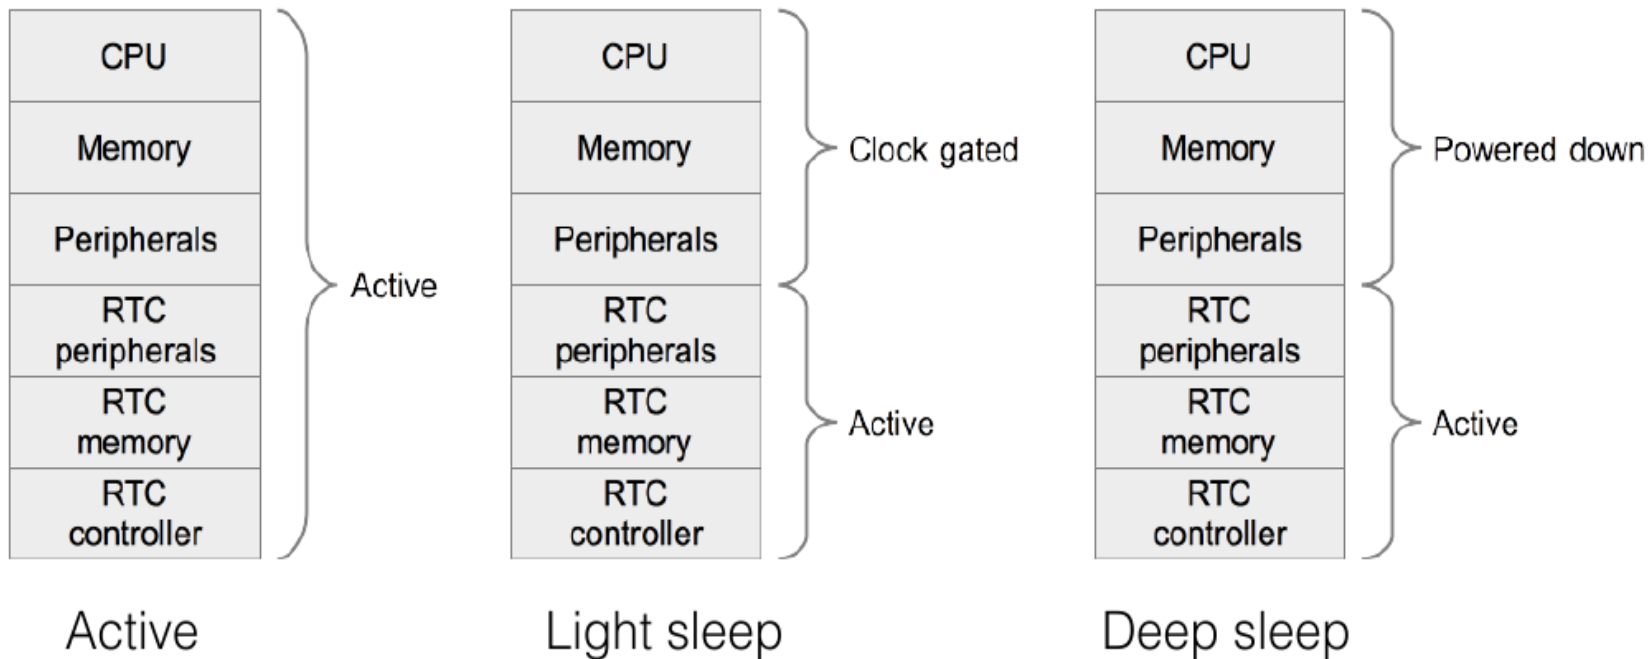 CPU
Memory
Peripherals
RTC
peripherals
RTC
memory
RTC
controller
Active
Active
CPU
Memory
Peripherals
RTC
peripherals
RTC
memory
RTC
controller
Clock gated
Active
Light sleep
CPU
Memory
Peripherals
RTC
peripherals
RTC
memory
RTC
controller
Powered down
Active
Deep sleep